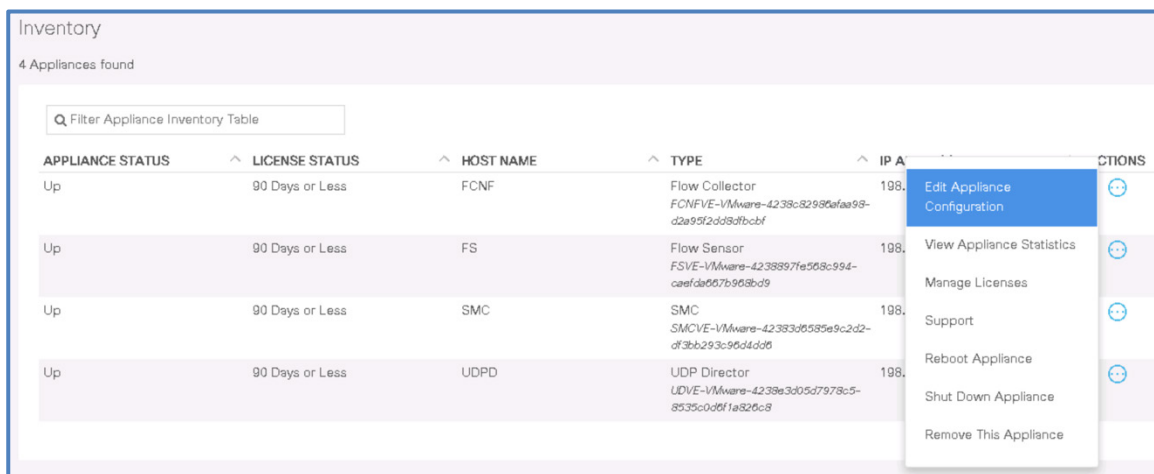 Inventory
4 Appliances found
Filter Appliance Inventory Table
APPLIANCE STATUS LICENSE STATUS HOST NAME TYPE IP A CTIONS
Up 90 Days or Less FCNF Flow Collector 198.
FCNFVE-VMware-4238c82986afaa98-
d2a95f2dd8dfbcbf
Up 90 Days or Less FS Flow Sensor 198.
FSVE-VMware-4238897fe568c994-
caefda667b968bd9
Up 90 Days or Less SMC SMC 198.
SMCVE-VMware-42383d6585e9c2d2-
df3bb293c96d4dd6
Up 90 Days or Less UDPD UDP Director 198.
UDVE-VMware-4238e3d05d7978c5-
8535c0d6f1a826c8
Edit Appliance
Configuration
View Appliance Statistics
Manage Licenses
Support
Reboot Appliance
Shut Down Appliance
Remove This Appliance